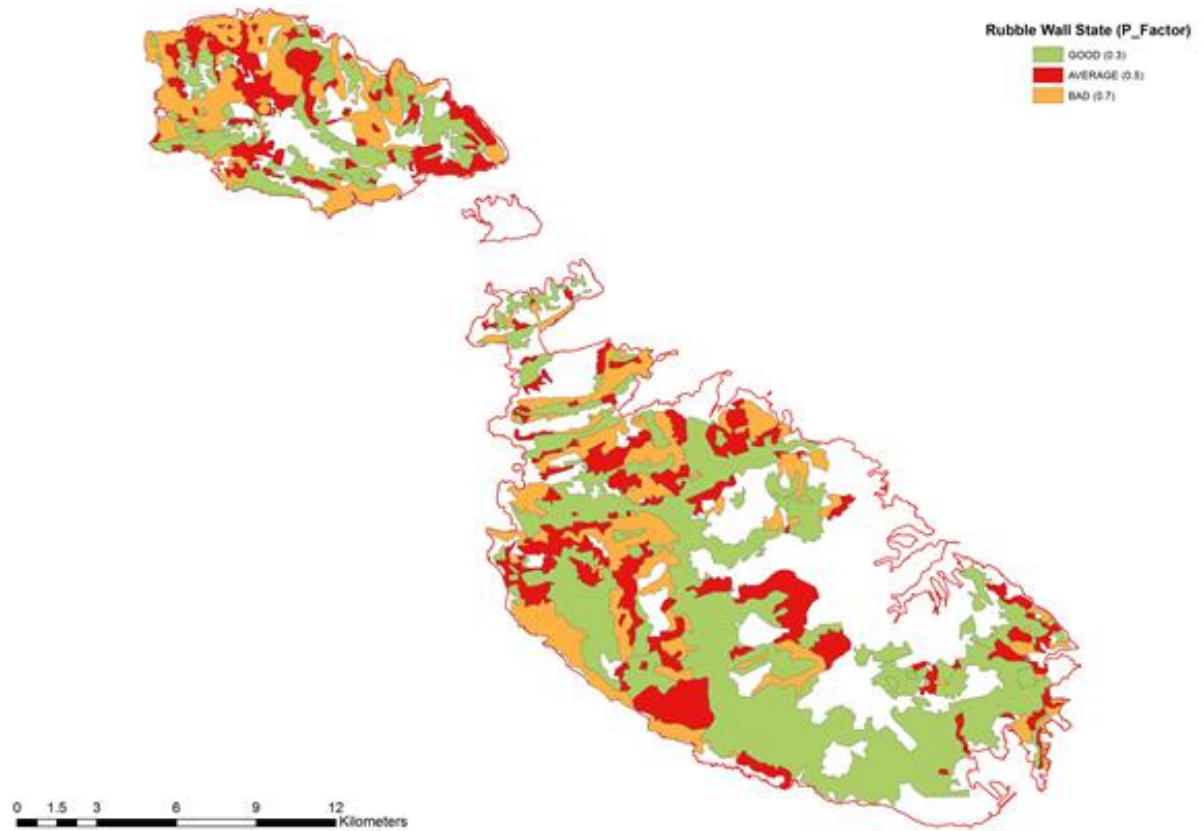 Rubble Wall State (P_Factor)
GOOD (0.3)
AVERAGE (0.5)
BAD (0.7)
0 1.5 3 6 9 12
Kilometers